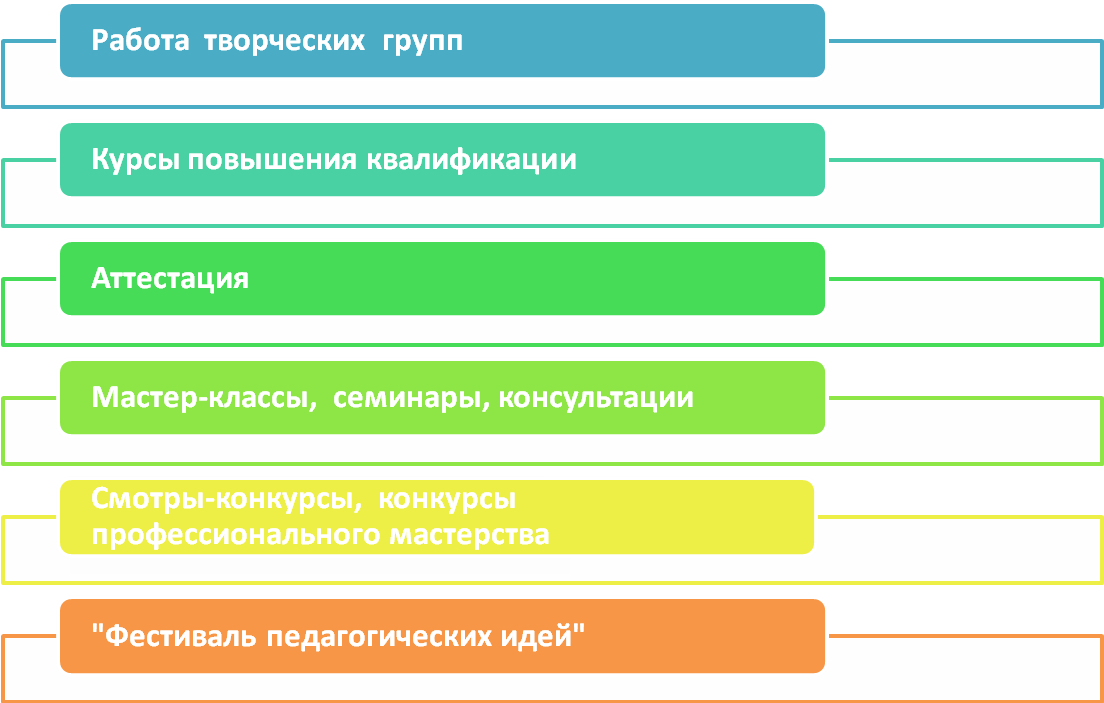 Работа  творческих  групп
Курсы повышения квалификации
Аттестация
Мастер-классы,  семинары, консультации
Смотры-конкурсы,  конкурсы
профессионального мастерства
"Фестиваль педагогических идей"